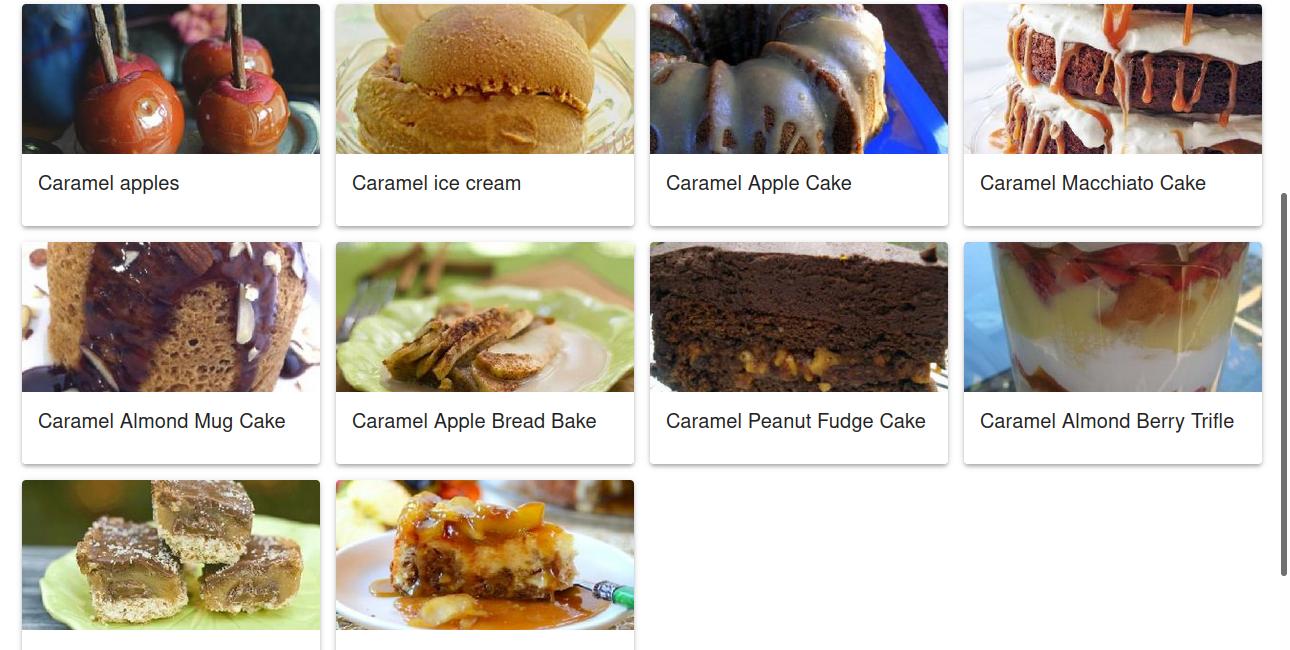 Caramel apples
Caramel ice cream
Caramel Apple Cake
Caramel Macchiato Cake
Caramel Almond Mug Cake
Caramel Apple Bread Bake
Caramel Peanut Fudge Cake
Caramel Almond Berry Trifle